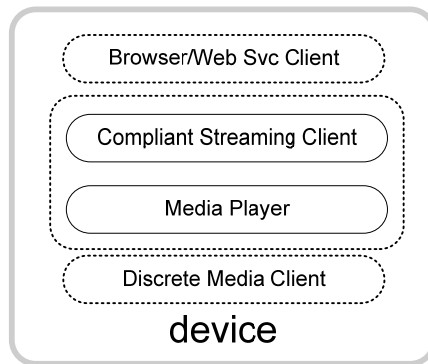 Browser/Web Svc Client
Compliant Streaming Client
Media Player
Discrete Media Client
device